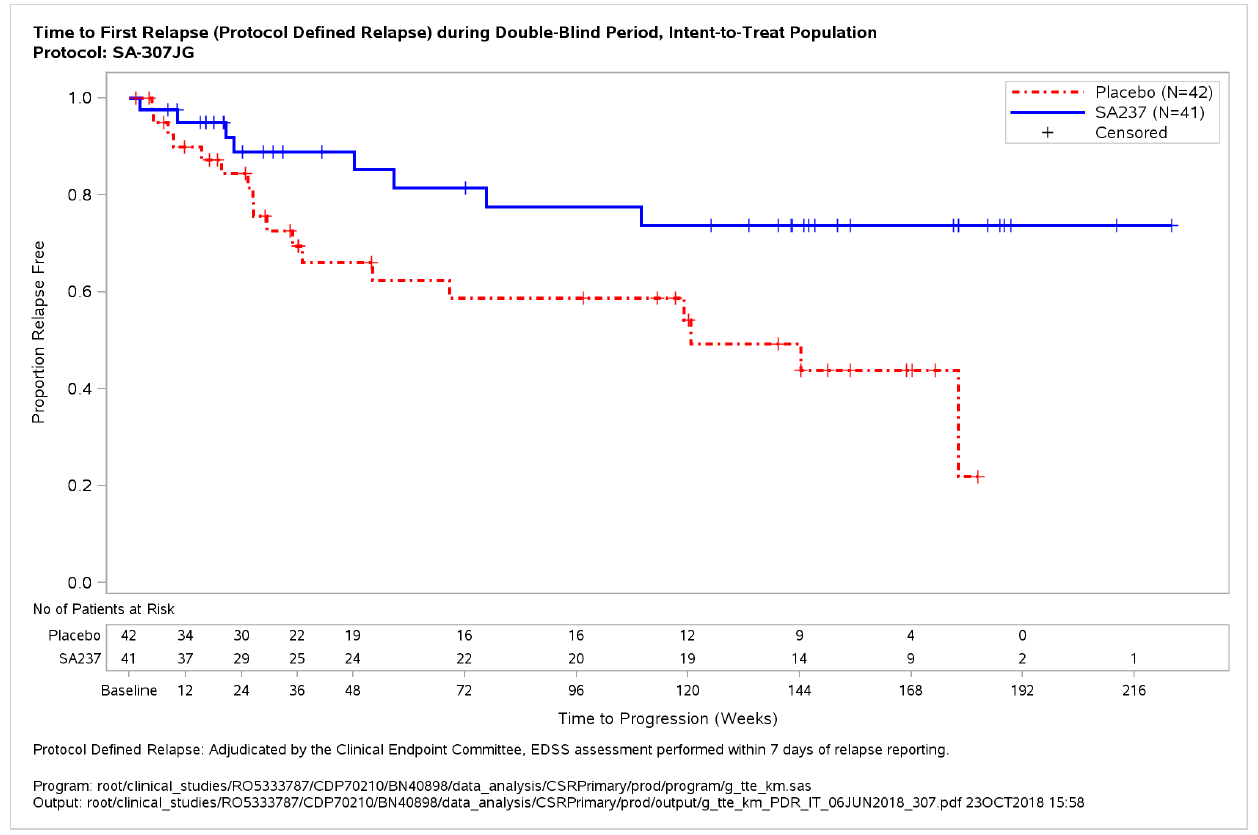 Time to First Relapse (Protocol Defined Relapse) during Double-Blind Period, Intent-to-Treat Population
Protocol: SA-307JG
Placebo (N=42)
SA237 (N=41)
Censored
Proportion Relapse Free
1.0
0.8
0.6
0.4
0.2
0.0
No of Patients at Risk
Placebo 42 34 30 22 19 16 16 12 9 4 0
SA237 41 37 29 25 24 22 20 19 14 9 2 1
Baseline 12 24 36 48 72 96 120 144 168 192 216
Time to Progression (Weeks)
Protocol Defined Relapse: Adjudicated by the Clinical Endpoint Committee, EDSS assessment performed within 7 days of relapse reporting.
Program: root/clinical_studies/RO5333787/CDP70210/BN40898/data_analysis/CSRPrimary/prod/program/g_tte_km.sas
Output: root/clinical_studies/RO5333787/CDP70210/BN40898/data_analysis/CSRPrimary/prod/output/g_tte_km_PDR_IT_06JUN2018_307.pdf 23OCT2018 15:58